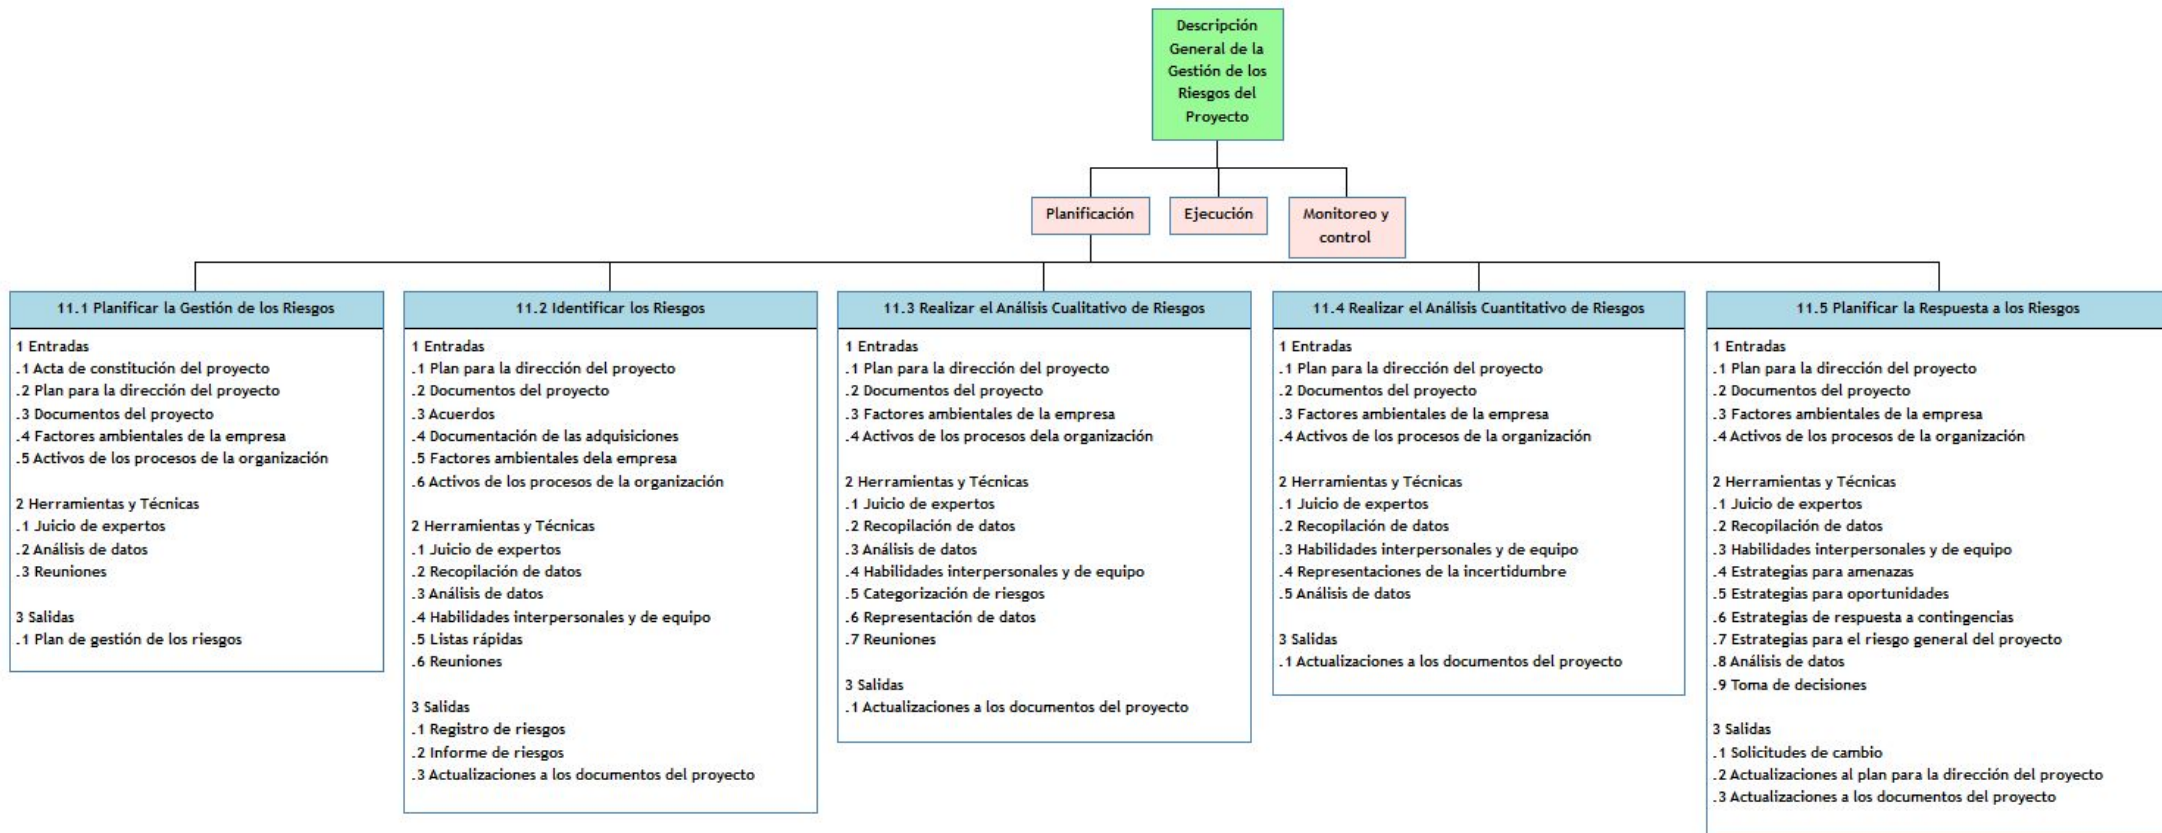 Descripción
General de la
Gestión de los
Riesgos del
Proyecto
Planificación
Ejecución
Monitoreo y
control
11.1 Planificar la Gestión de los Riesgos
1 Entradas
.1 Acta de constitución del proyecto
.2 Plan para la dirección del proyecto
.3 Documentos del proyecto
.4 Factores ambientales de la empresa
.5 Activos de los procesos de la organización
2 Herramientas y Técnicas
.1 Juicio de expertos
.2 Análisis de datos
.3 Reuniones
3 Salidas
.1 Plan de gestión de los riesgos
11.2 Identificar los Riesgos
1 Entradas
.1 Plan para la dirección del proyecto
.2 Documentos del proyecto
.3 Acuerdos
.4 Documentación de las adquisiciones
.5 Factores ambientales dela empresa
.6 Activos de los procesos de la organización
2 Herramientas y Técnicas
.1 Juicio de expertos
.2 Recopilación de datos
.3 Análisis de datos
.4 Habilidades interpersonales y de equipo
.5 Listas rápidas
.6 Reuniones
3 Salidas
.1 Registro de riesgos
.2 Informe de riesgos
.3 Actualizaciones a los documentos del proyecto
11.3 Realizar el Análisis Cualitativo de Riesgos
1 Entradas
.1 Plan para la dirección del proyecto
.2 Documentos del proyecto
.3 Factores ambientales de la empresa
.4 Activos de los procesos dela organización
2 Herramientas y Técnicas
.1 Juicio de expertos
.2 Recopilación de datos
.3 Análisis de datos
.4 Habilidades interpersonales y de equipo
.5 Categorización de riesgos
.6 Representación de datos
.7 Reuniones
3 Salidas
.1 Actualizaciones a los documentos del proyecto
11.4 Realizar el Análisis Cuantitativo de Riesgos
1 Entradas
.1 Plan para la dirección del proyecto
.2 Documentos del proyecto
.3 Factores ambientales de la empresa
.4 Activos de los procesos de la organización
2 Herramientas y Técnicas
.1 Juicio de expertos
.2 Recopilación de datos
.3 Habilidades interpersonales y de equipo
.4 Representaciones de la incertidumbre
.5 Análisis de datos
3 Salidas
.1 Actualizaciones a los documentos del proyecto
11.5 Planificar la Respuesta a los Riesgos
1 Entradas
.1 Plan para la dirección del proyecto
.2 Documentos del proyecto
.3 Factores ambientales de la empresa
.4 Activos de los procesos de la organización
2 Herramientas y Técnicas
.1 Juicio de expertos
.2 Recopilación de datos
.3 Habilidades interpersonales y de equipo
.4 Estrategias para amenazas
.5 Estrategias para oportunidades
.6 Estrategias de respuesta a contingencias
.7 Estrategias para el riesgo general del proyecto
.8 Análisis de datos
.9 Toma de decisiones
3 Salidas
.1 Solicitudes de cambio
.2 Actualizaciones al plan para la dirección del proyecto
.3 Actualizaciones a los documentos del proyecto